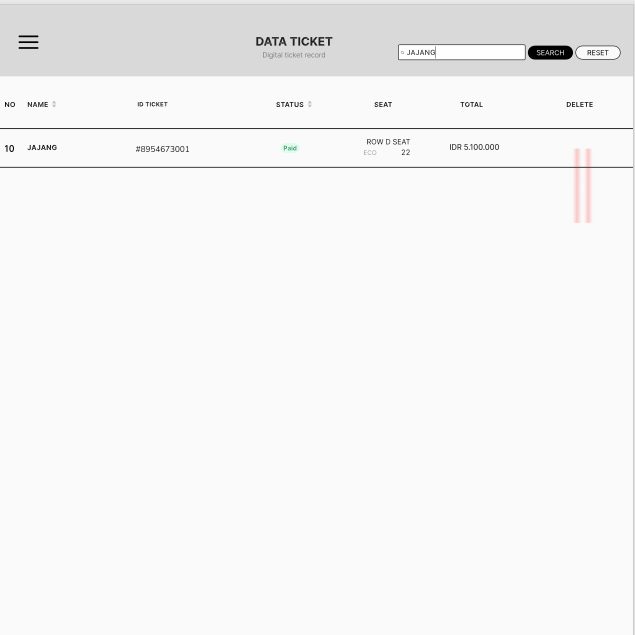 DATA TICKET
Digital ticket record
JAJANG
SEARCH
RESET
NO NAME ID TICKET STATUS SEAT TOTAL DELETE
10 JAJANG #8954673001 Paid ROW D SEAT IDR 5.100.000
ECO 22